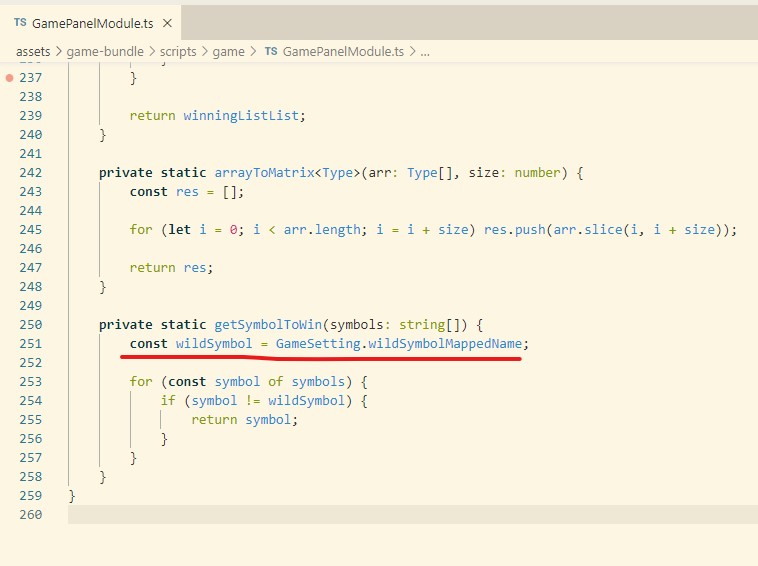 TS GamePanelModule.ts ×
assets > game-bundle > scripts > game > TS GamePanelModule.ts > ...
237 }
238
239 return winningListList;
240 }
241
242 private static arrayToMatrix<Type>(arr: Type[], size: number) {
243 const res = [];
244
245 for (let i = 0; i < arr.length; i = i + size) res.push(arr.slice(i, i + size));
246
247 return res;
248 }
249
250 private static getSymbolToWin(symbols: string[]) {
251 const wildSymbol = GameSetting.wildSymbolMappedName;
252
253 for (const symbol of symbols) {
254 if (symbol != wildSymbol) {
255 return symbol;
256 }
257 }
258 }
259 }
260